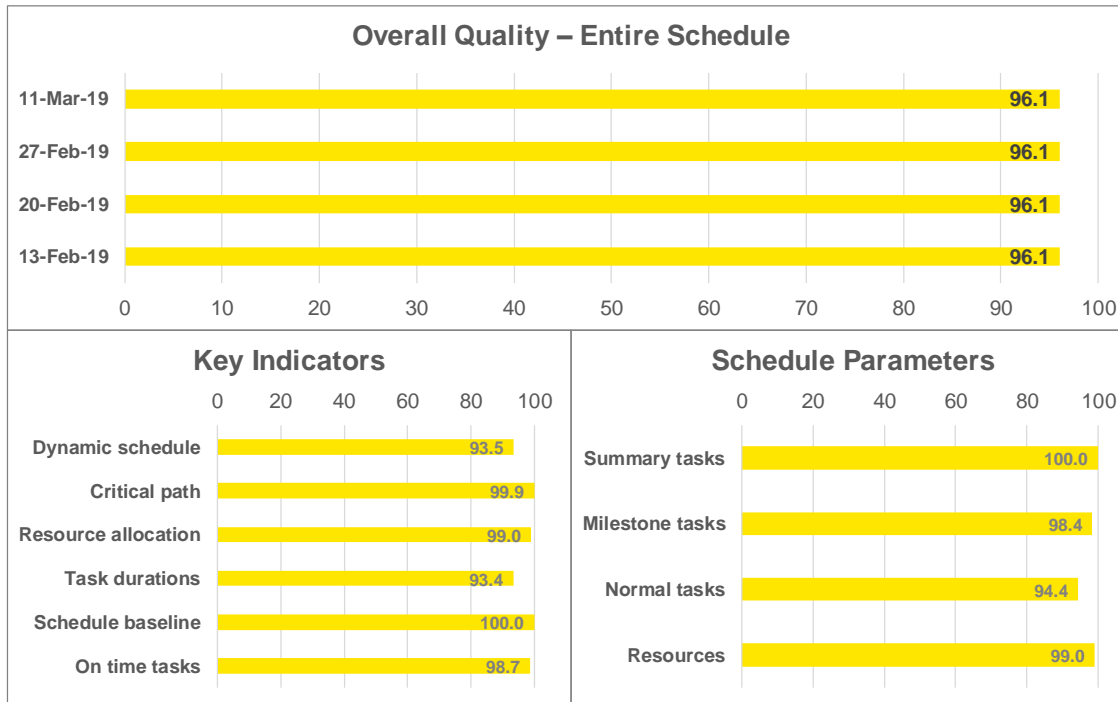 Overall Quality – Entire Schedule
11-Mar-19 96.1
27-Feb-19 96.1
20-Feb-19 96.1
13-Feb-19 96.1
0 10 20 30 40 50 60 70 80 90 100
Key Indicators
0 20 40 60 80 100
Dynamic schedule 93.5
Critical path 99.9
Resource allocation 99.0
Task durations 93.4
Schedule baseline 100.0
On time tasks 98.7
Schedule Parameters
0 20 40 60 80 100
Summary tasks 100.0
Milestone tasks 98.4
Normal tasks 94.4
Resources 99.0